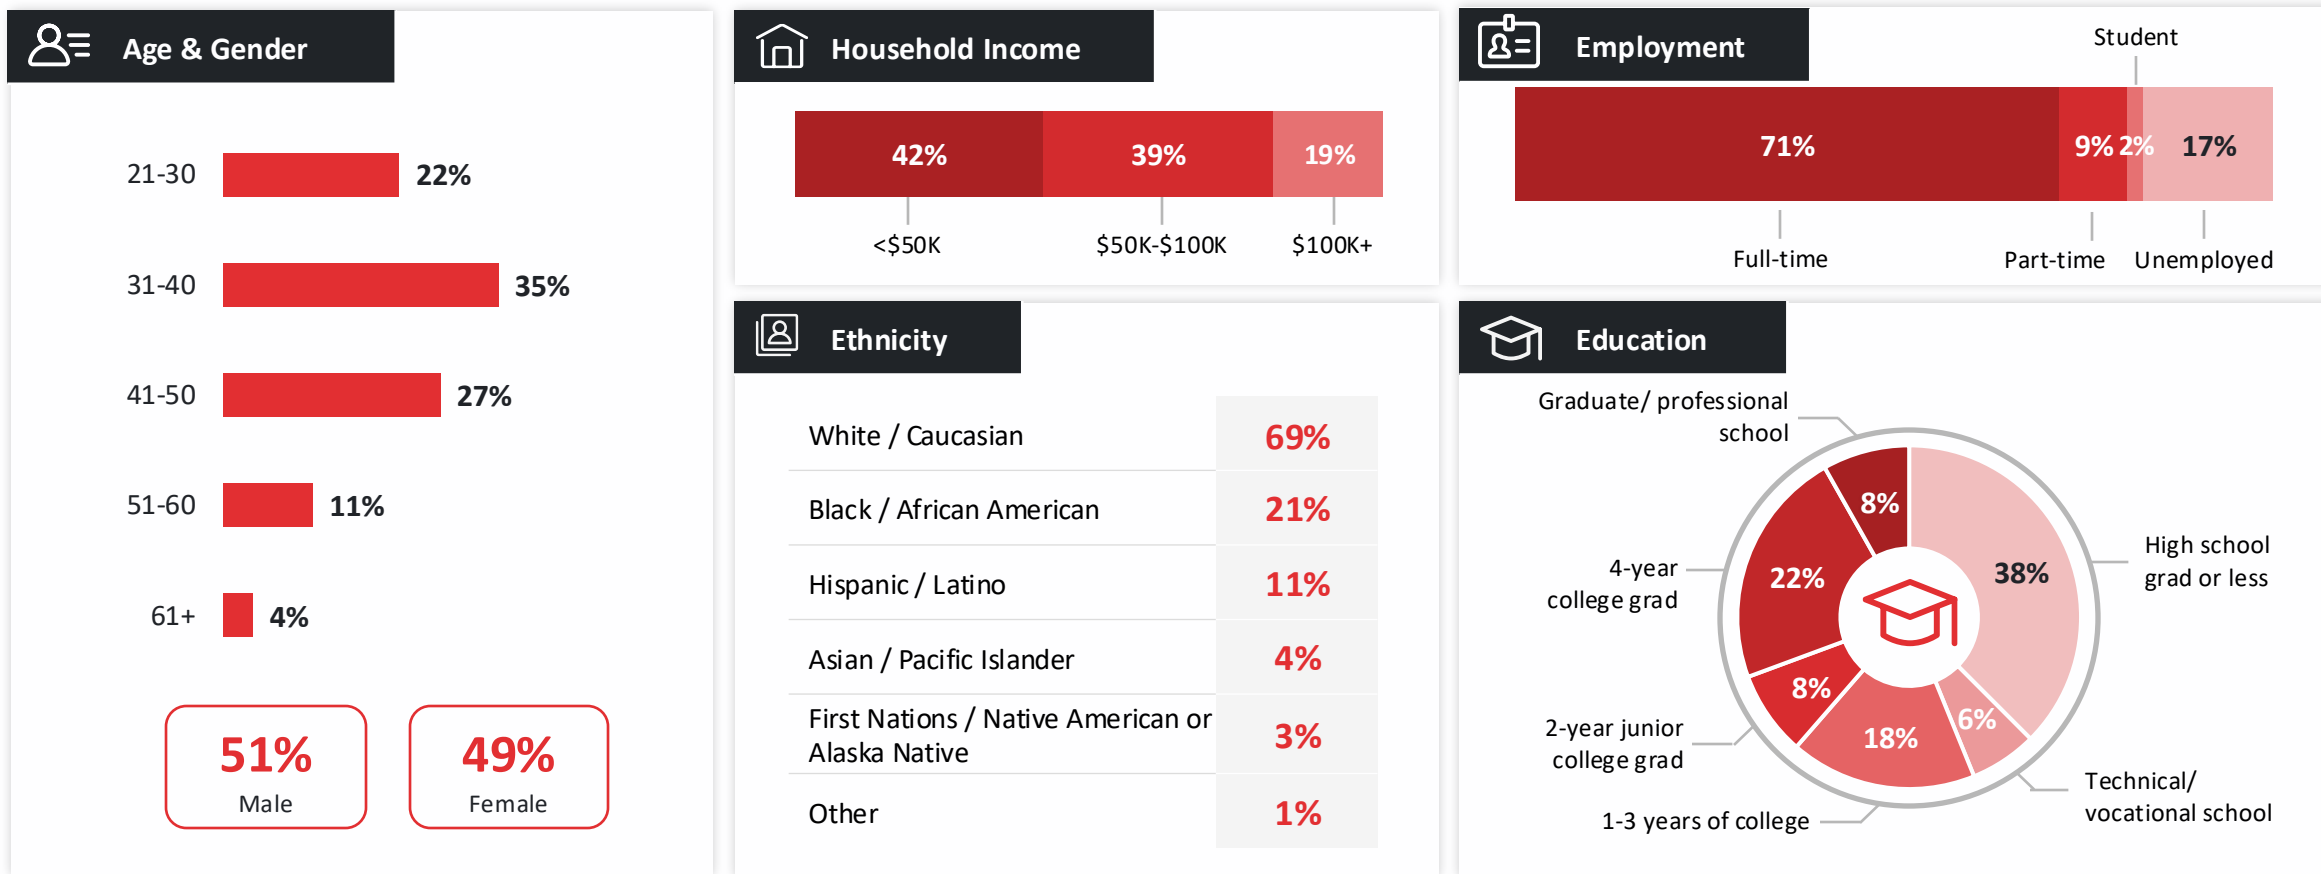 Age & Gender
21-30 22%
31-40 35%
41-50 27%
51-60 11%
61+ 4%
51%
Male
49%
Female
Household Income
42% 39% 19%
<$50K $50K-$100K $100K+
Ethnicity
White / Caucasian 69%
Black / African American 21%
Hispanic / Latino 11%
Asian / Pacific Islander 4%
First Nations / Native American or
Alaska Native 3%
Other 1%
Employment
Student
71% 9% 2% 17%
Full-time Part-time Unemployed
Education
Graduate/ professional
school
8%
High school
grad or less
38%
4-year
college grad
22%
2-year junior
college grad
8%
1-3 years of college
18%
Technical/
vocational school
6%